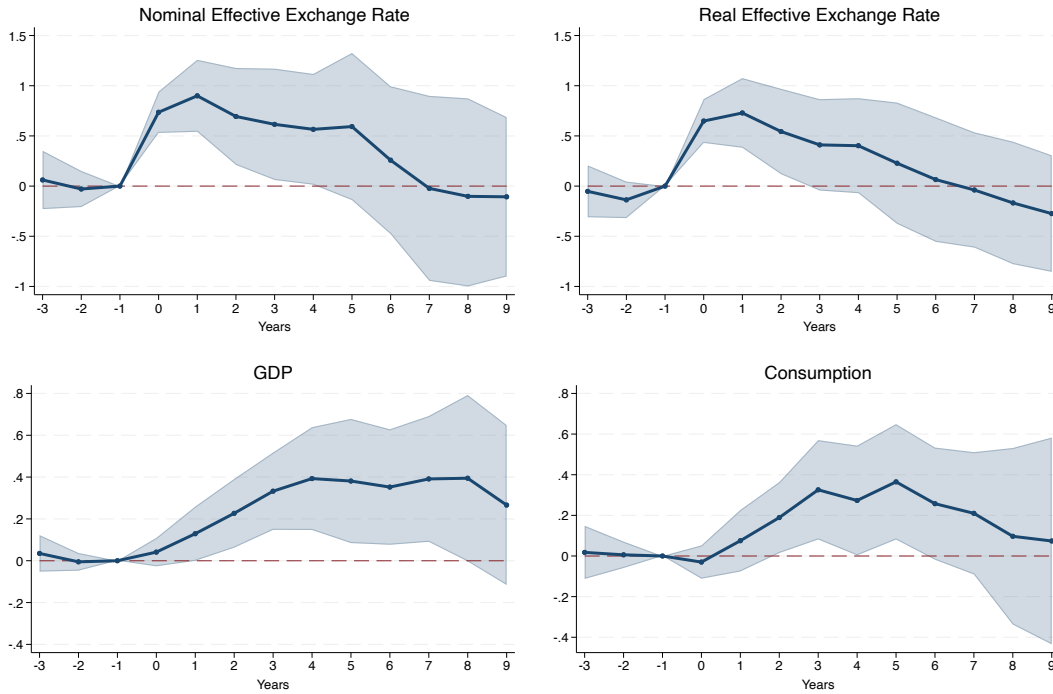 Nominal Effective Exchange Rate
1.5
1
.5
0
-.5
-1
-3 -2 -1 0 1 2 3 4 5 6 7 8 9
Years
Real Effective Exchange Rate
1.5
1
.5
0
-.5
-1
-3 -2 -1 0 1 2 3 4 5 6 7 8 9
Years
GDP
.8
.6
.4
.2
0
-.2
-.4
-3 -2 -1 0 1 2 3 4 5 6 7 8 9
Years
Consumption
.8
.6
.4
.2
0
-.2
-.4
-3 -2 -1 0 1 2 3 4 5 6 7 8 9
Years